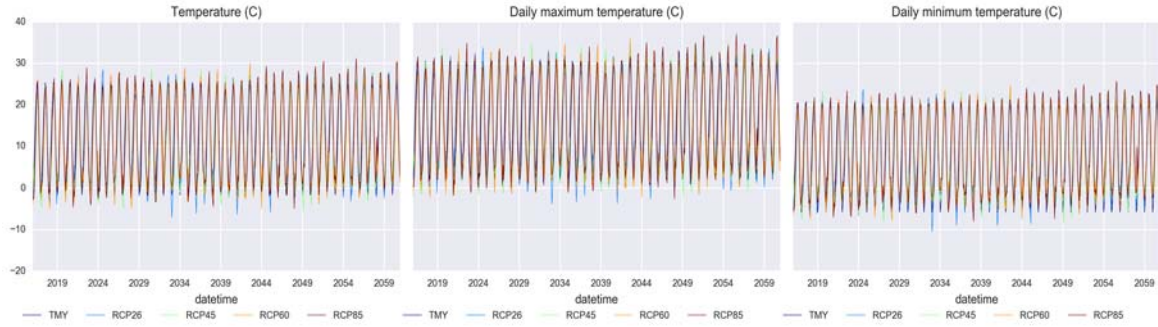 Temperature (C)
Daily maximum temperature (C)
Daily minimum temperature (C)
40
30
20
10
0
−10
−20
2019 2024 2029 2034 2039 2044 2049 2054 2059
2019 2024 2029 2034 2039 2044 2049 2054 2059
2019 2024 2029 2034 2039 2044 2049 2054 2059
datetime
datetime
datetime
TMY RCP26 RCP45 RCP60 RCP85
TMY RCP26 RCP45 RCP60 RCP85
TMY RCP26 RCP45 RCP60 RCP85